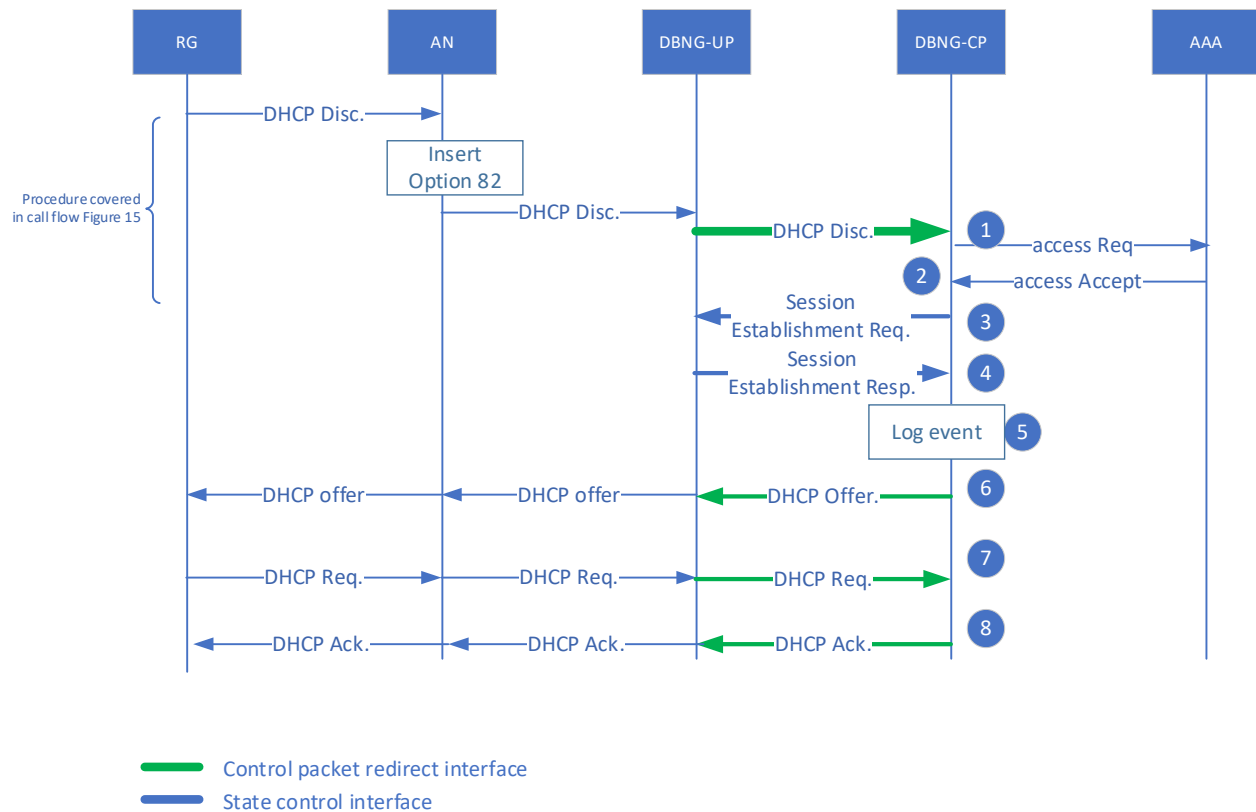 RG
AN
DBNG-UP
DBNG-CP
AAA
DHCP Disc.
Insert
Option 82
Procedure covered
in call flow Figure 15
DHCP Disc.
DHCP Disc.
1
access Req
2
access Accept
Session
Establishment Req.
3
Session
Establishment Resp.
4
Log event
5
DHCP offer
DHCP offer
DHCP Offer.
6
DHCP Req.
DHCP Req.
DHCP Req.
7
DHCP Ack.
DHCP Ack.
DHCP Ack.
8
Control packet redirect interface
State control interface